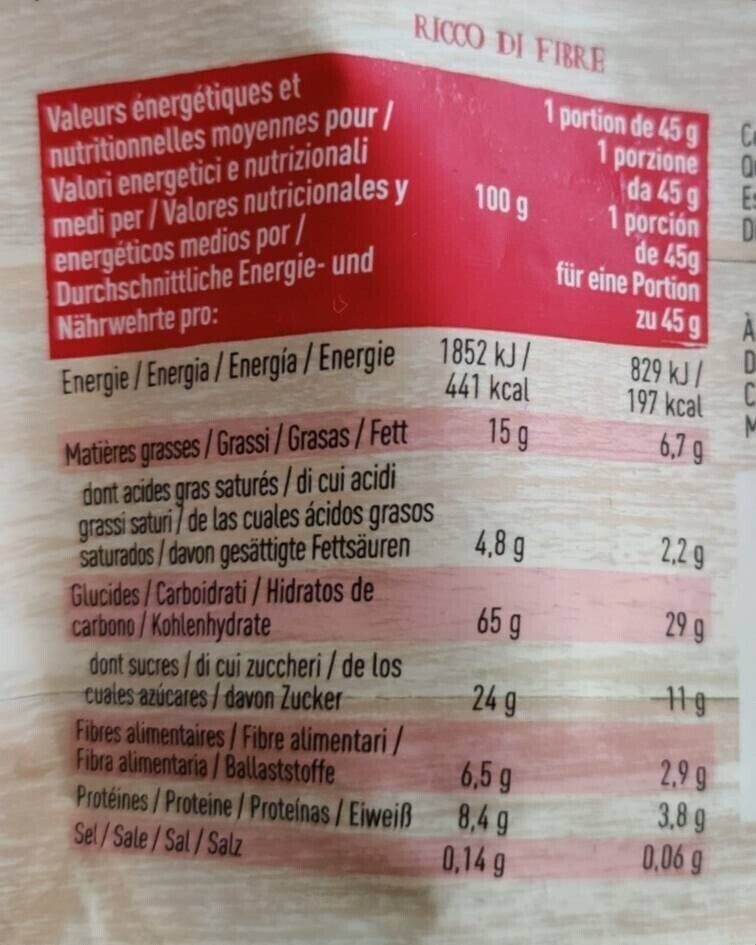 RICCO DI FIBRE
Valeurs énergétiques et
nutritionnelles moyennes pour /
Valori energetici e nutrizionali
medi per / Valores nutricionales y
energéticos medios por /
Durchschnittliche Energie- und
Nährwehrte pro:
100 g
1 portion de 45 g
1 porzione
da 45 g
1 porción
de 45g
für eine Portion
zu 45 g
Energie / Energia / Energía / Energie 1852 kJ / 829 kJ /
441 kcal 197 kcal
Matières grasses / Grassi / Grasas / Fett 15 g 6,7 g
dont acides gras saturés / di cui acidi
grassi saturi / de las cuales ácidos grasos
saturados / davon gesättigte Fettsäuren 4,8 g 2,2 g
Glucides / Carboidrati / Hidratos de
carbono / Kohlenhydrate 65 g 29 g
dont sucres / di cui zuccheri / de los
cuales azúcares / davon Zucker 24 g 11 g
Fibres alimentaires / Fibre alimentari /
Fibra alimentaria / Ballaststoffe 6,5 g 2,9 g
Protéines / Proteine / Proteínas / Eiweiß 8,4 g 3,8 g
Sel / Sale / Sal / Salz 0,14 g 0,06 g